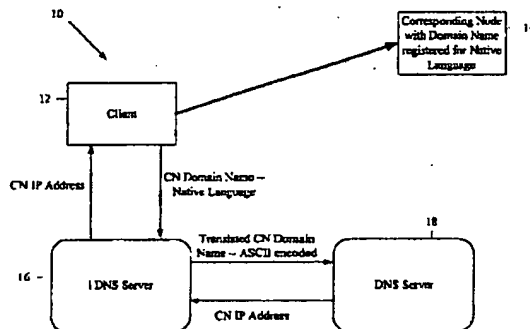 10
Corresponding Node
with Domain Name
registered for Native
Language
12
Client
CN IP Address
CN Domain Name –
Native Language
Translated CN Domain
Name – ASCII encoded
18
16
I DNS Server
DNS Server
CN IP Address